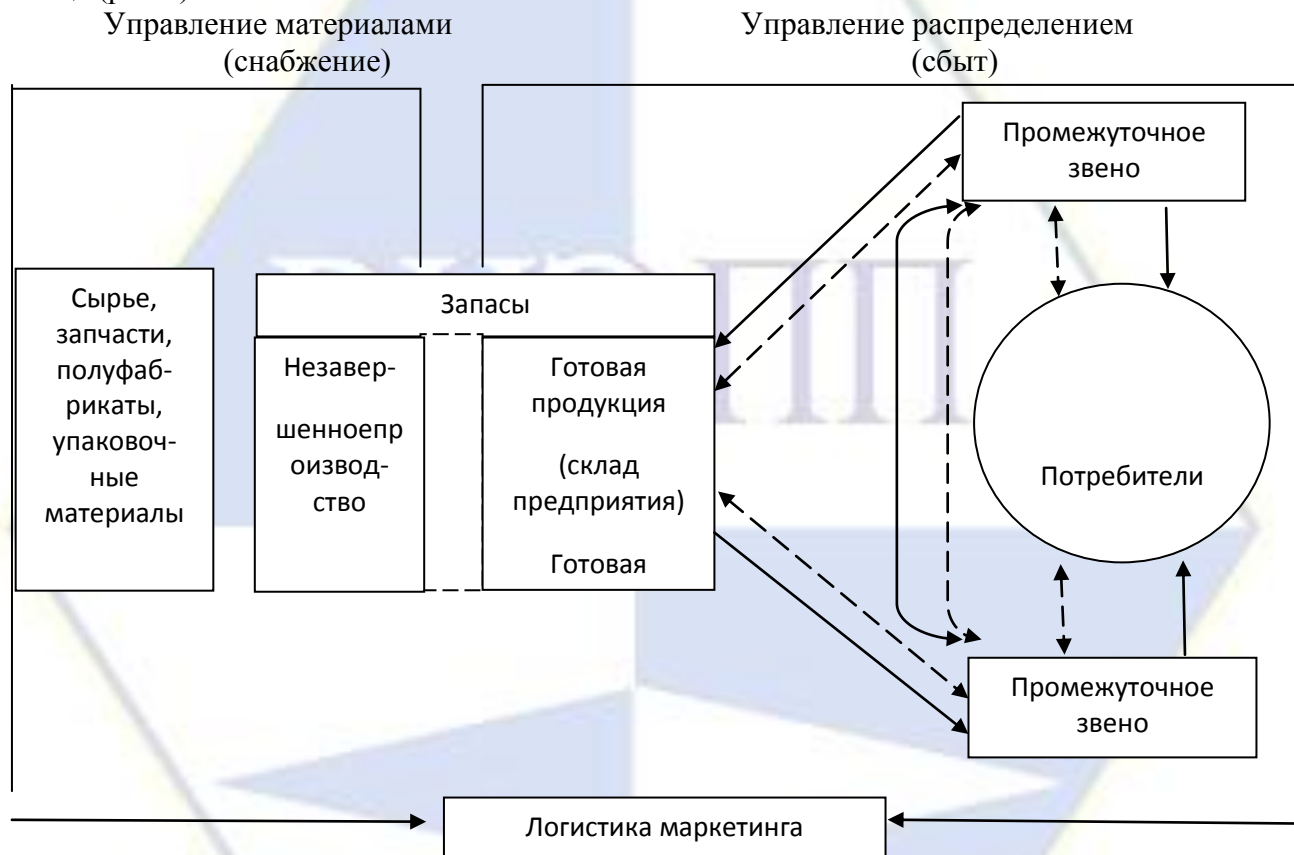 Управление материалами
(снабжение)
Управление распределением
(сбыт)
Промежуточное
звено
Сырье,
запчасти,
полуфаб-
рикаты,
упаковоч-
ные
материалы
Запасы
Незавер-
шенноепр
оизвод-
ство
Готовая
продукция
(склад
предприятия)
Готовая
Потребители
Промежуточное
звено
Логистика маркетинга